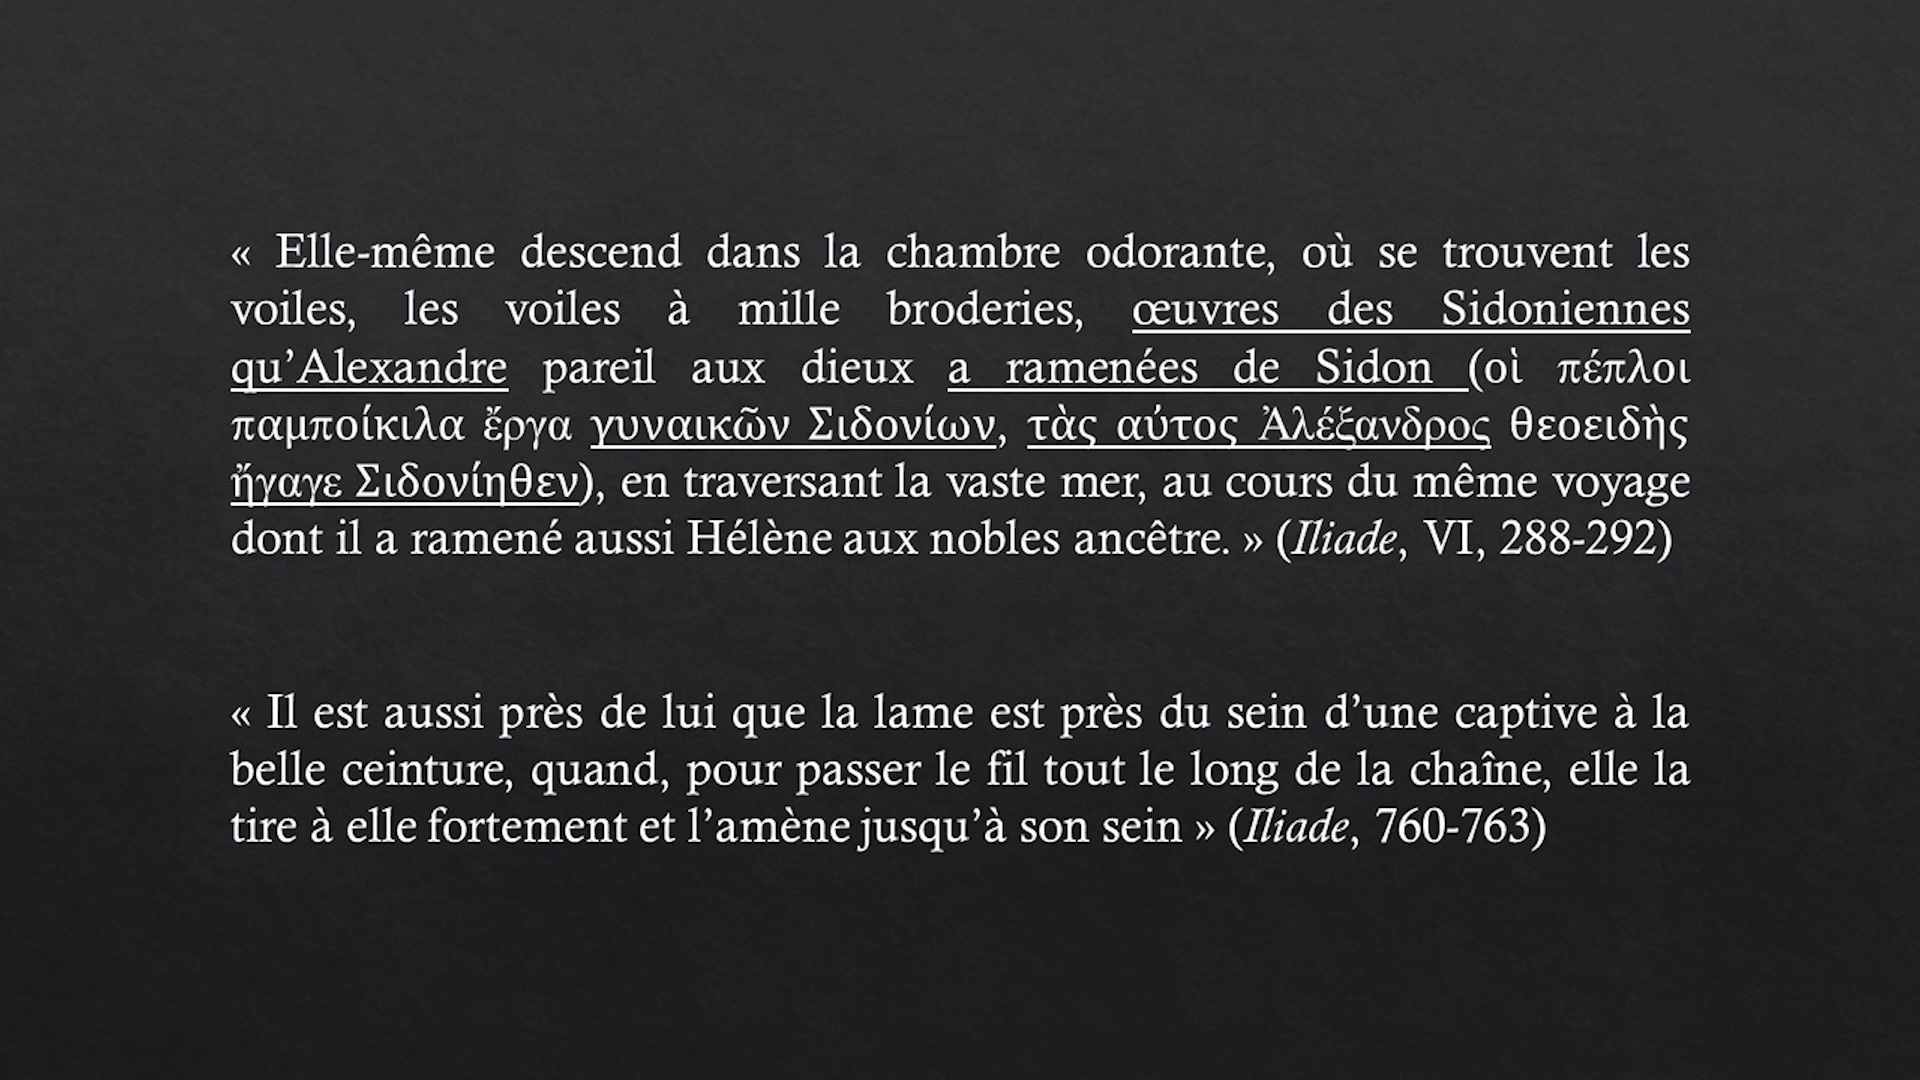 « Elle-même descend dans la chambre odorante, où se trouvent les
voiles, les voiles à mille broderies, œuvres des Sidoniennes
qu’Alexandre pareil aux dieux a ramenées de Sidon (οὶ πέπλοι
παμποίκιλα ἔργα γυναικῶν Σιδονίων, τὰς αύτος Ἀλέξανδρος θεοειδὴς
ἤγαγε Σιδονίηθεν), en traversant la vaste mer, au cours du même voyage
dont il a ramené aussi Hélène aux nobles ancêtre. » (Iliade, VI, 288-292)
« Il est aussi près de lui que la lame est près du sein d’une captive à la
belle ceinture, quand, pour passer le fil tout le long de la chaîne, elle la
tire à elle fortement et l’amène jusqu’à son sein » (Iliade, 760-763)